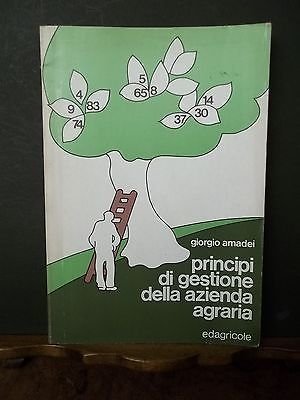 4
9 83
74
5
65 8
14
37 30
giorgio amadei
principi
di gestione
della azienda
agraria
edagricole